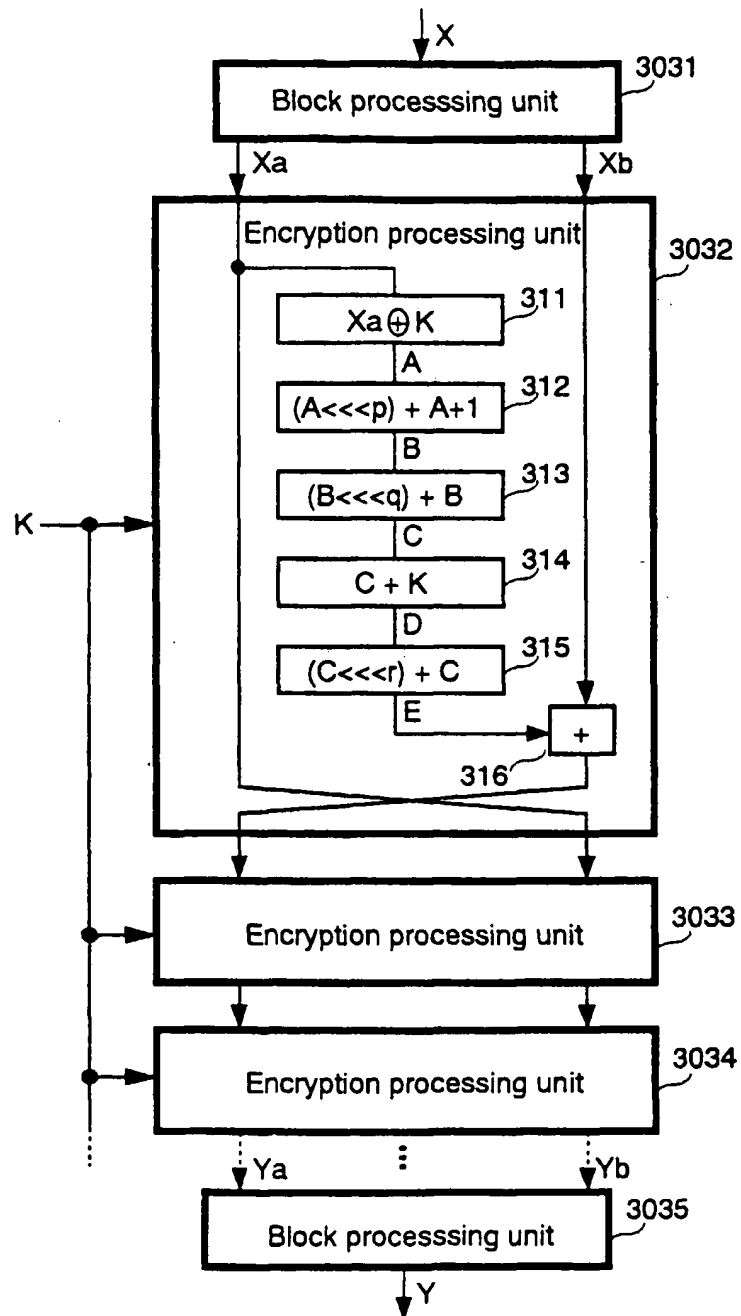 X
3031
Block processsing unit
Xa
Xb
Encryption processing unit
3032
311
Xa⊕K
A
312
(A<<<p) + A+1
B
313
(B<<<q) + B
K
C
314
C + K
D
315
(C<<<r) + C
E
+
316
Encryption processing unit
3033
Encryption processing unit
3034
Ya
Yb
3035
Block processsing unit
Y